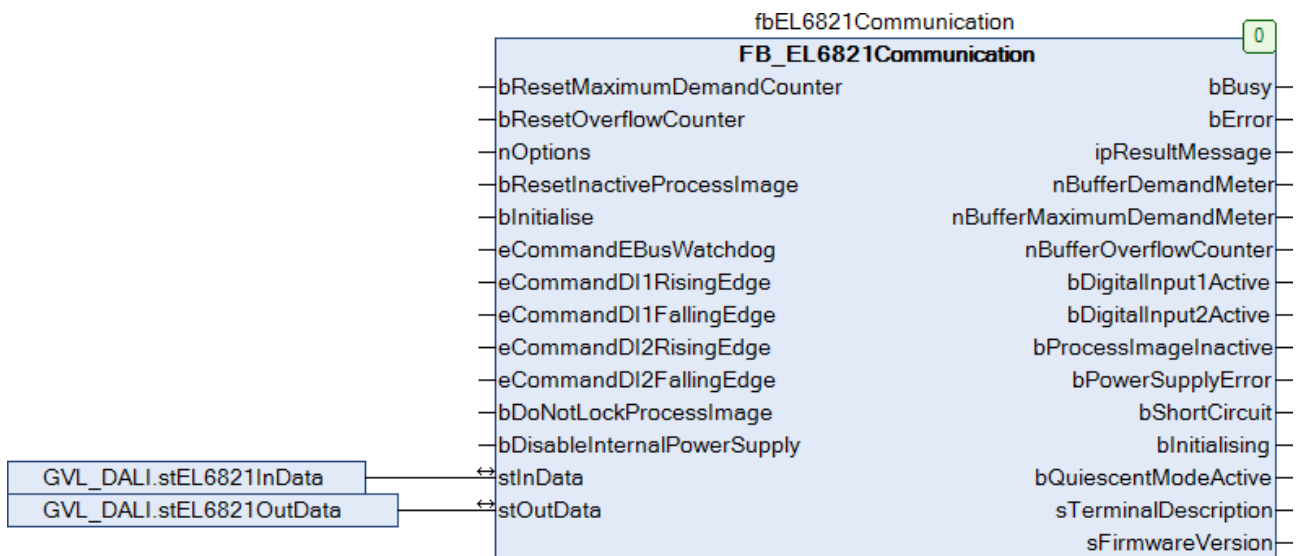 fbEL6821Communication
0
FB_EL6821Communication
bResetMaximumDemandCounter bBusy
bResetOverflowCounter bError
nOptions ipResultMessage
bResetInactiveProcessImage nBufferDemandMeter
bInitialise nBufferMaximumDemandMeter
eCommandEBusWatchdog nBufferOverflowCounter
eCommandDI1RisingEdge bDigitalInput1Active
eCommandDI1FallingEdge bDigitalInput2Active
eCommandDI2RisingEdge bProcessImageInactive
eCommandDI2FallingEdge bPowerSupplyError
bDoNotLockProcessImage bShortCircuit
bDisableInternalPowerSupply bInitialising
GVL_DALI.stEL6821InData stInData bQuiescentModeActive
GVL_DALI.stEL6821OutData stOutData sTerminalDescription
sFirmwareVersion